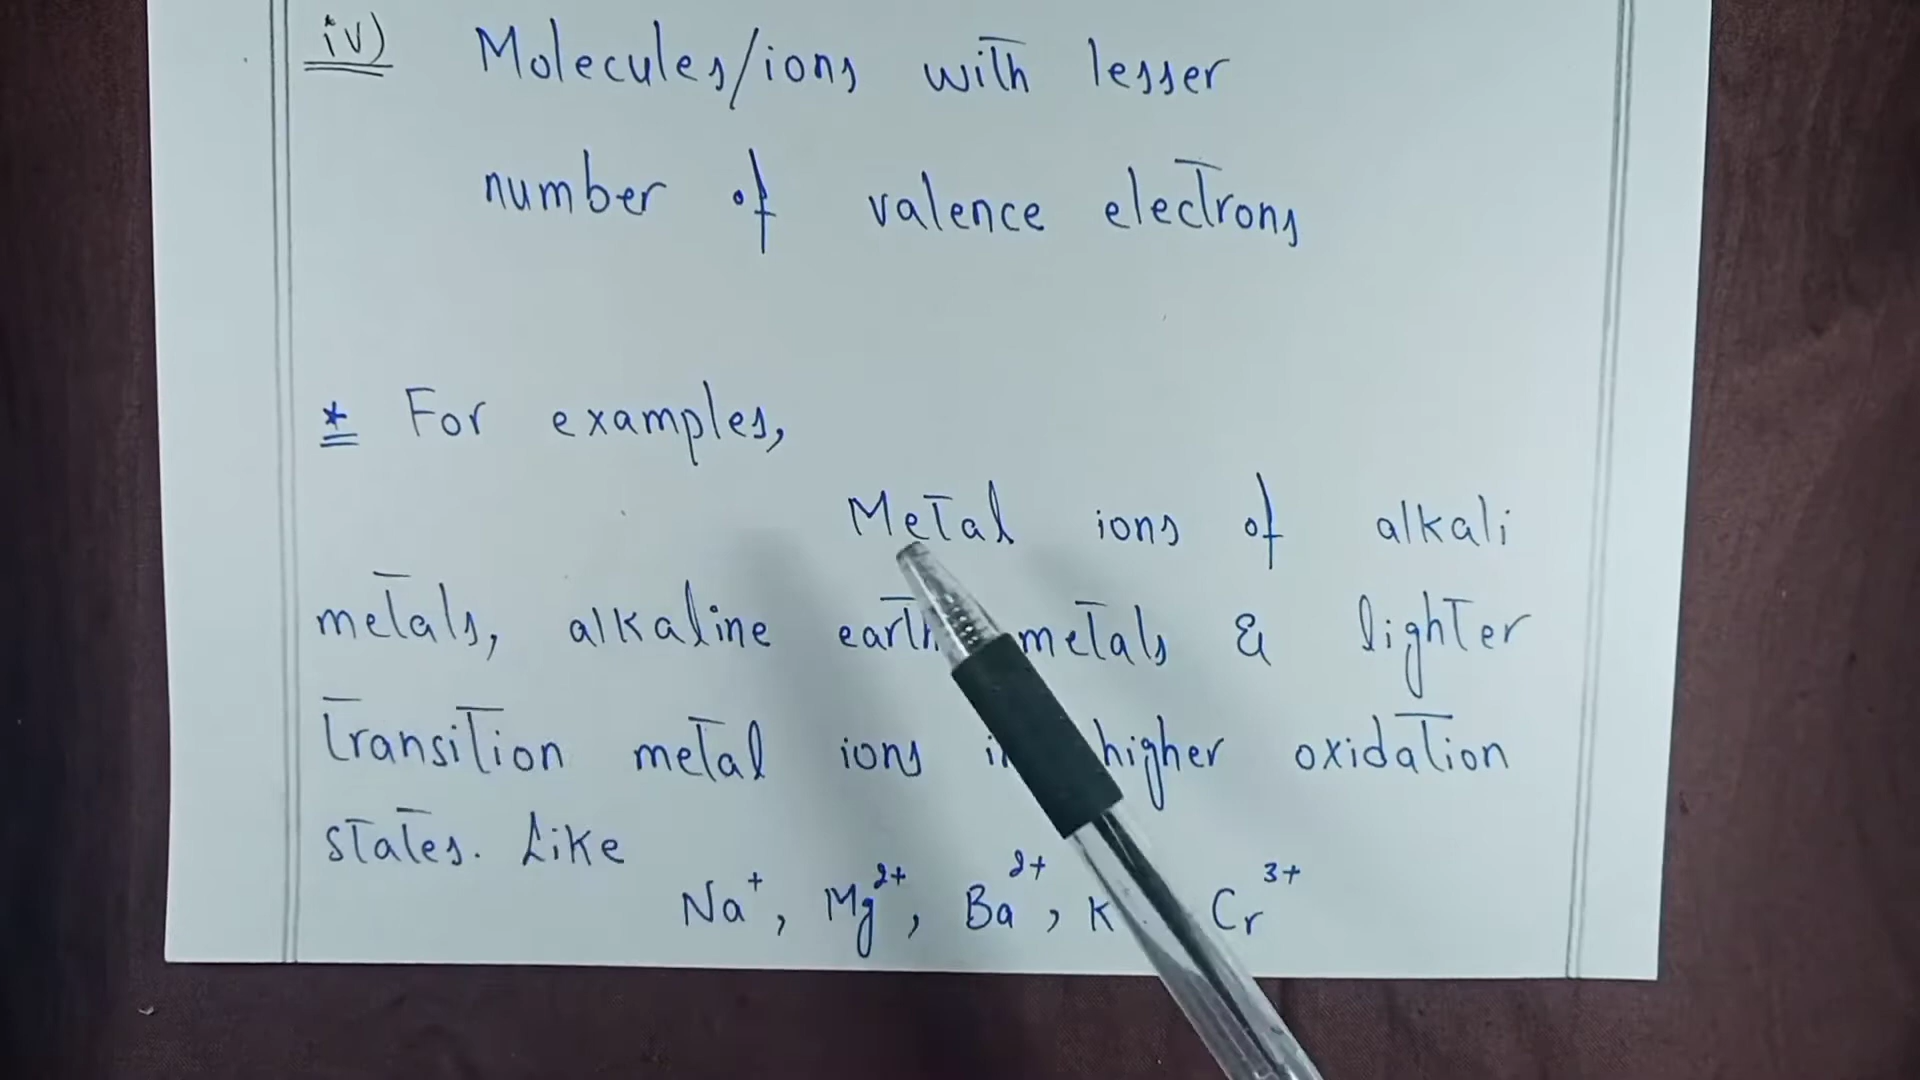 iv) Molecules/ions with lesser
number of valence electrons
* For examples,
Metal ions of alkali
metals, alkaline earth metals & lighter
transition metal ions in higher oxidation
states. Like
Na⁺, Mg²⁺, Ba²⁺, K Cr³⁺